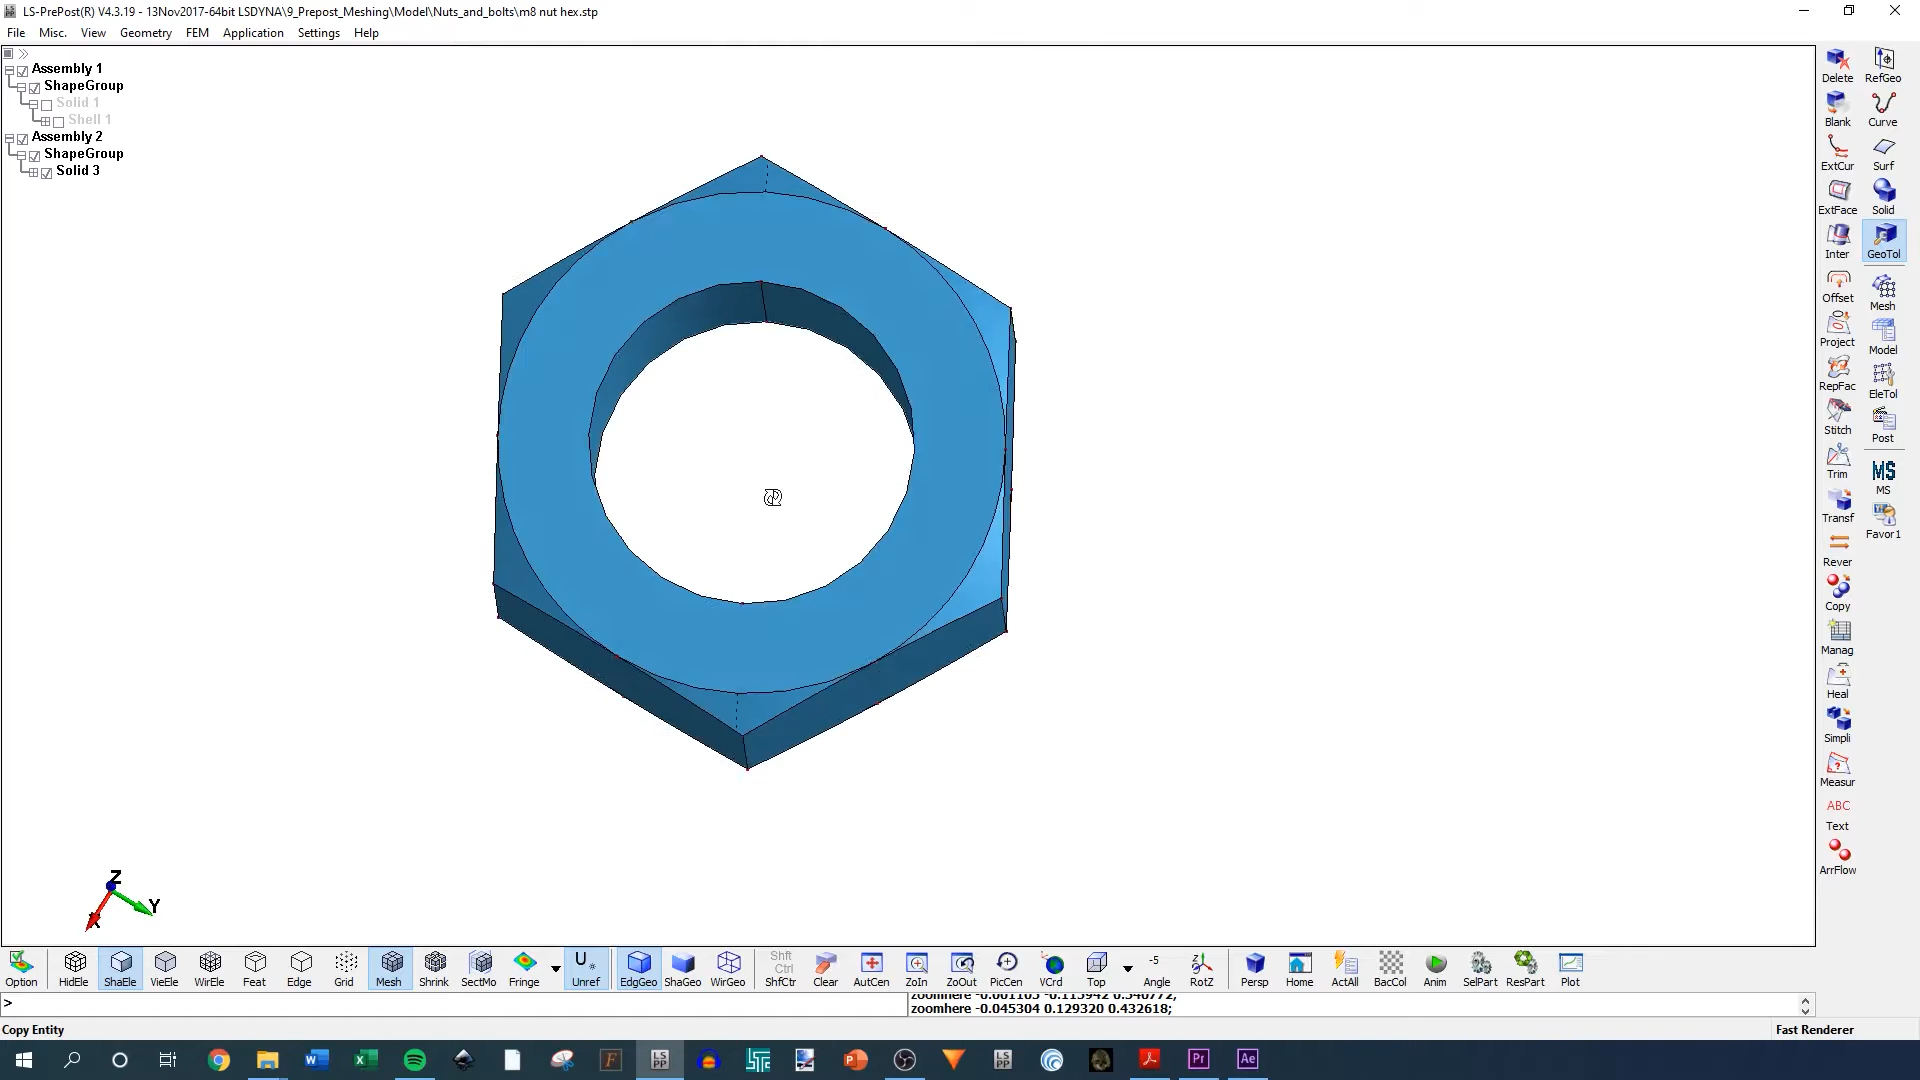 LS-PrePost(R) V4.3.19 - 13Nov2017-64bit LSDYNA\9_Prepost_Meshing\Model\Nuts_and_bolts\m8 nut hex.stp
File Misc. View Geometry FEM Application Settings Help
Assembly 1
ShapeGroup
Solid 1
Shell 1
Assembly 2
ShapeGroup
Solid 3
Delete RefGeo
Blank Curve
ExtCur Surf
ExtFace Solid
Inter GeoTol
Offset Mesh
Project Model
RepFac EleTol
Stitch Post
Trim MS
MS
Transf Favor1
Rever
Copy
Manag
Heal
Simpli
Measur
ABC
Text
ArrFlow
Z
Y
X
Option HidEle ShaEle VieEle WirEle Feat Edge Grid Mesh Shrink SectMo Fringe Unref EdgGeo ShaGeo WirGeo ShfCtr Clear AutCen ZoIn ZoOut PicCen VCrd Top Angle RotZ Persp Home ActAll BacCol Anim SelPart ResPart Plot
Shft
Ctrl
-5
>
zoomhere -0.045304 0.129320 0.432618;
Copy Entity
Fast Renderer
LS
PP
Pr
Ae